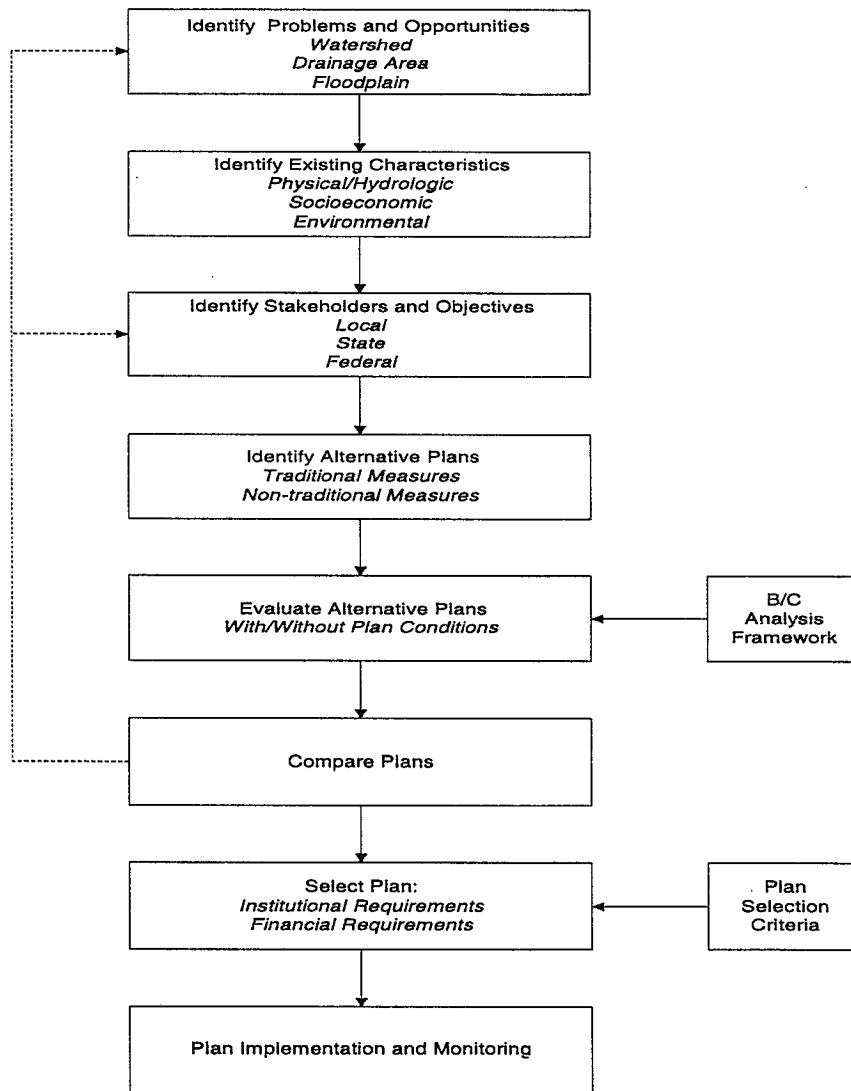 Identify Problems and Opportunities
Watershed
Drainage Area
Floodplain
Identify Existing Characteristics
Physical/Hydrologic
Socioeconomic
Environmental
Identify Stakeholders and Objectives
Local
State
Federal
Identify Alternative Plans
Traditional Measures
Non-traditional Measures
Evaluate Alternative Plans
With/Without Plan Conditions
B/C
Analysis
Framework
Compare Plans
Select Plan:
Institutional Requirements
Financial Requirements
Plan
Selection
Criteria
Plan Implementation and Monitoring